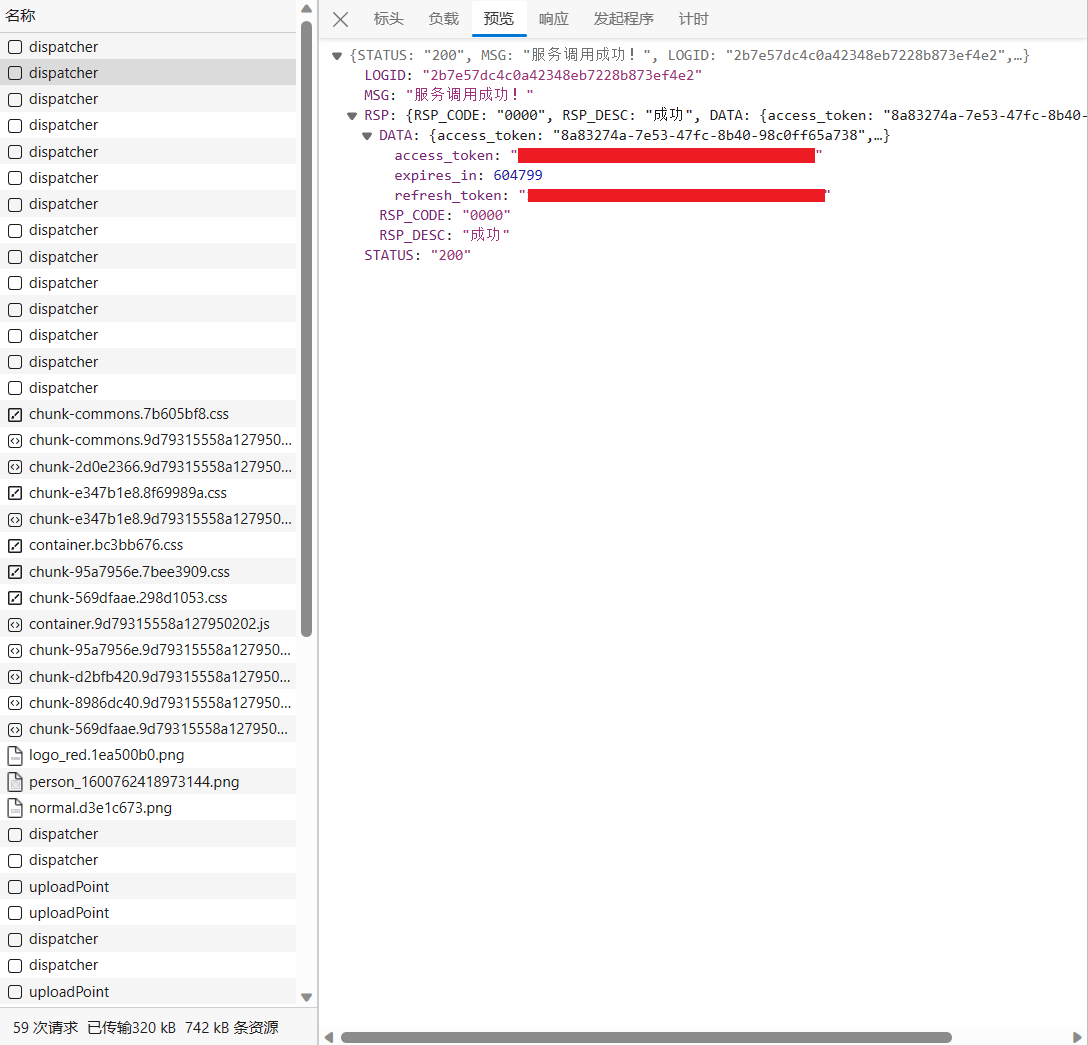 名称
dispatcher
dispatcher
dispatcher
dispatcher
dispatcher
dispatcher
dispatcher
dispatcher
dispatcher
dispatcher
dispatcher
dispatcher
dispatcher
dispatcher
chunk-commons.7b605bf8.css
chunk-commons.9d79315558a127950...
chunk-2d0e2366.9d79315558a127950...
chunk-e347b1e8.8f69989a.css
chunk-e347b1e8.9d79315558a127950...
container.bc3bb676.css
chunk-95a7956e.7bee3909.css
chunk-569dfaae.298d1053.css
container.9d79315558a127950202.js
chunk-95a7956e.9d79315558a127950...
chunk-d2bfb420.9d79315558a127950...
chunk-8986dc40.9d79315558a127950...
chunk-569dfaae.9d79315558a127950...
logo_red.1ea500b0.png
person_1600762418973144.png
normal.d3e1c673.png
dispatcher
dispatcher
uploadPoint
uploadPoint
dispatcher
dispatcher
uploadPoint
59 次请求 已传输320 kB 742 kB 条资源
标头 负载 预览 响应 发起程序 计时
{STATUS: "200", MSG: "服务调用成功！", LOGID: "2b7e57dc4c0a42348eb7228b873ef4e2",…}
LOGID: "2b7e57dc4c0a42348eb7228b873ef4e2"
MSG: "服务调用成功！"
RSP: {RSP_CODE: "0000", RSP_DESC: "成功", DATA: {access_token: "8a83274a-7e53-47fc-8b40-
DATA: {access_token: "8a83274a-7e53-47fc-8b40-98c0ff65a738",…}
access_token: ""
expires_in: 604799
refresh_token: ""
RSP_CODE: "0000"
RSP_DESC: "成功"
STATUS: "200"